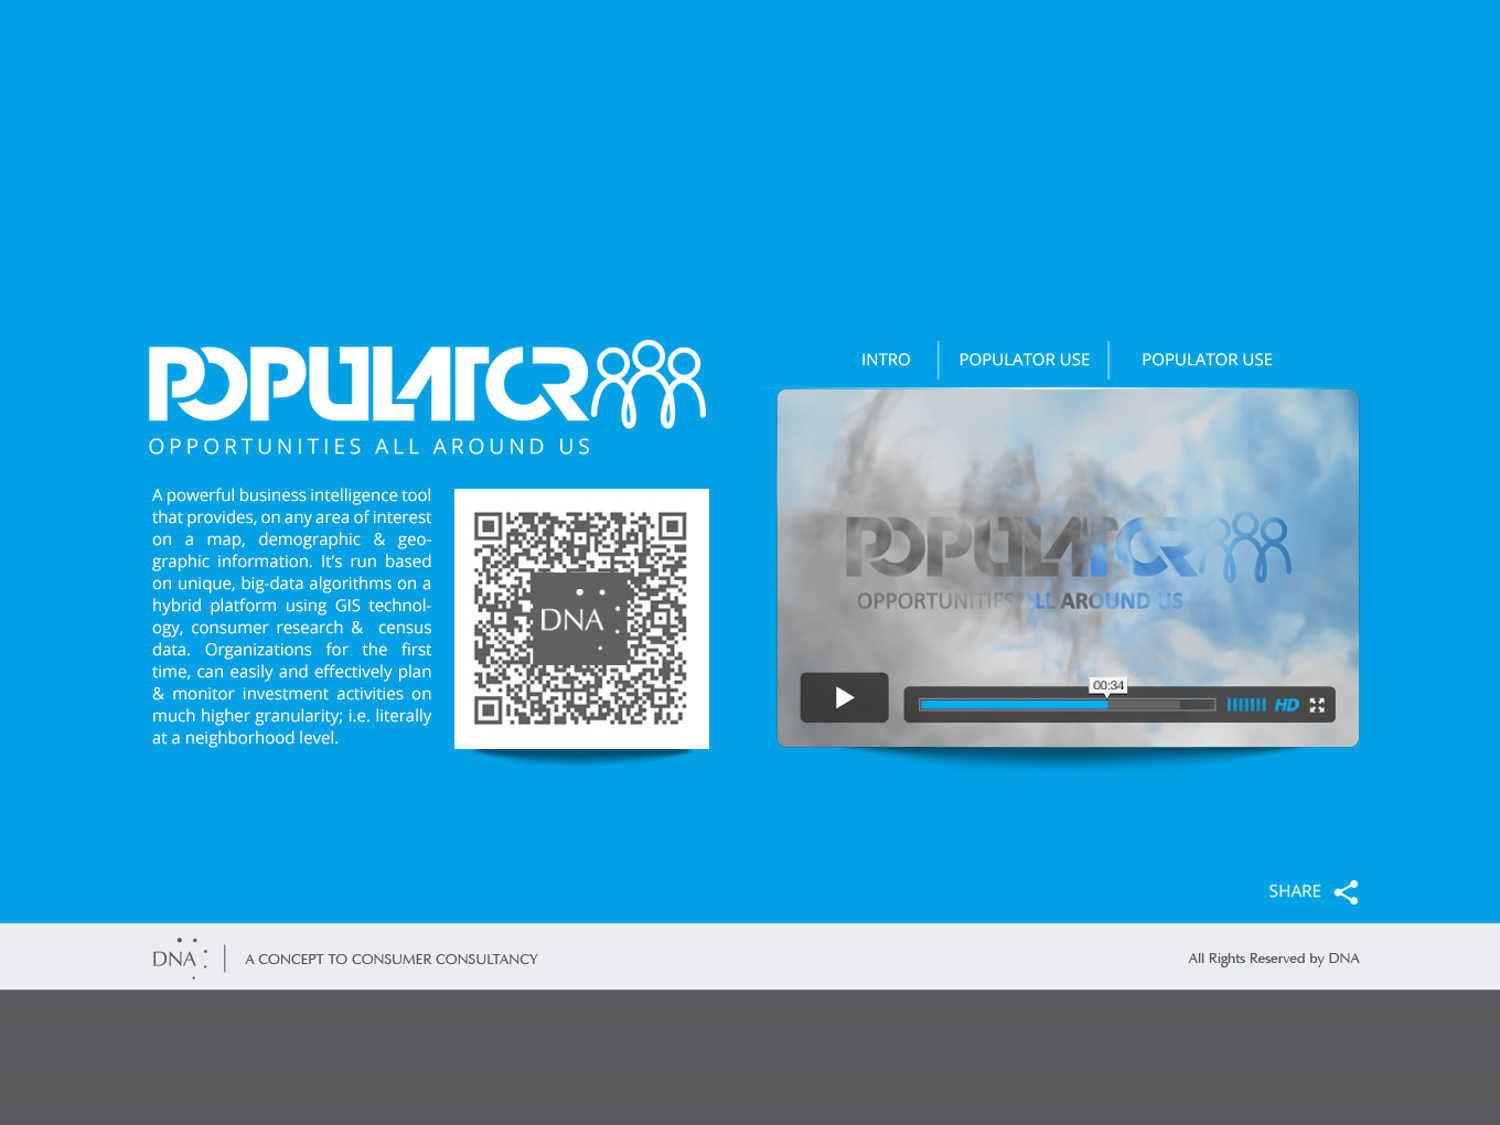 POPULATOR
OPPORTUNITIES ALL AROUND US
A powerful business intelligence tool
that provides, on any area of interest
on a map, demographic & geo-
graphic information. It's run based
on unique, big-data algorithms on a
hybrid platform using GIS technol-
ogy, consumer research & census
data. Organizations for the first
time, can easily and effectively plan
& monitor investment activities on
much higher granularity; i.e. literally
at a neighborhood level.
DNA
INTRO
POPULATOR USE
POPULATOR USE
POPULATOR
OPPORTUNITIES ALL AROUND US
00:34
HD
SHARE
DNA
A CONCEPT TO CONSUMER CONSULTANCY
All Rights Reserved by DNA